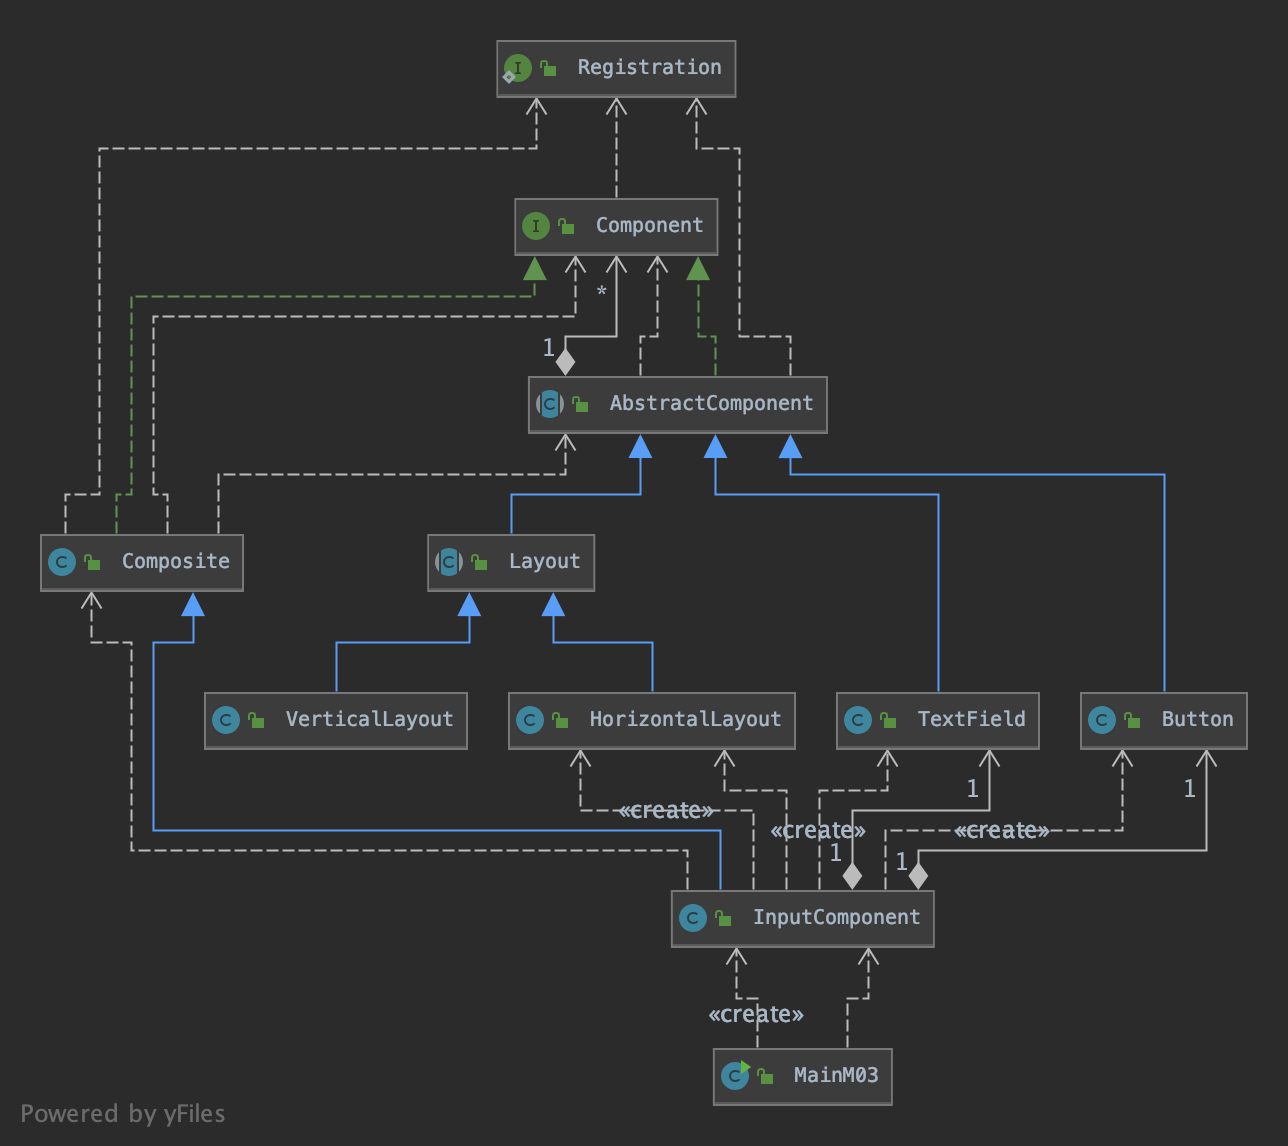 Registration
Component
*
1
AbstractComponent
Composite
Layout
VerticalLayout
HorizontalLayout
TextField
Button
1
1
«create»
«create»
«create»
1
1
InputComponent
«create»
MainM03
Powered by yFiles